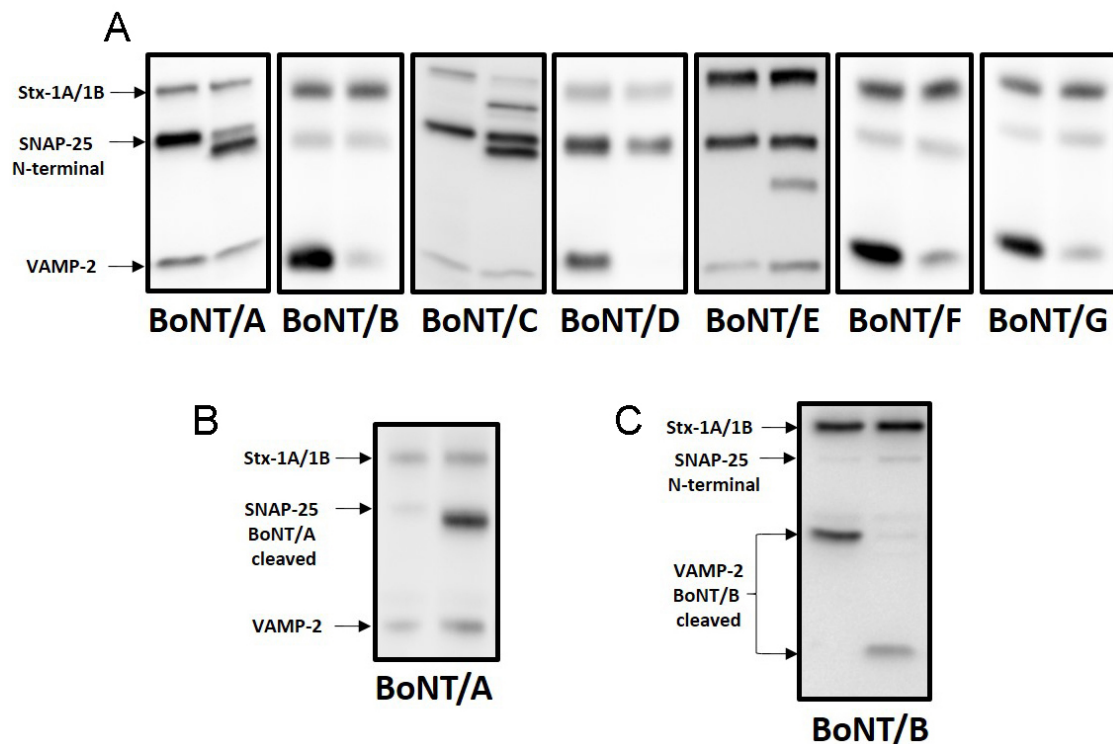 A
Stx-1A/1B
SNAP-25
N-terminal
VAMP-2
BoNT/A BoNT/B BoNT/C BoNT/D BoNT/E BoNT/F BoNT/G
B
Stx-1A/1B
SNAP-25
BoNT/A
cleaved
VAMP-2
BoNT/A
C
Stx-1A/1B
SNAP-25
N-terminal
VAMP-2
BoNT/B
cleaved
BoNT/B